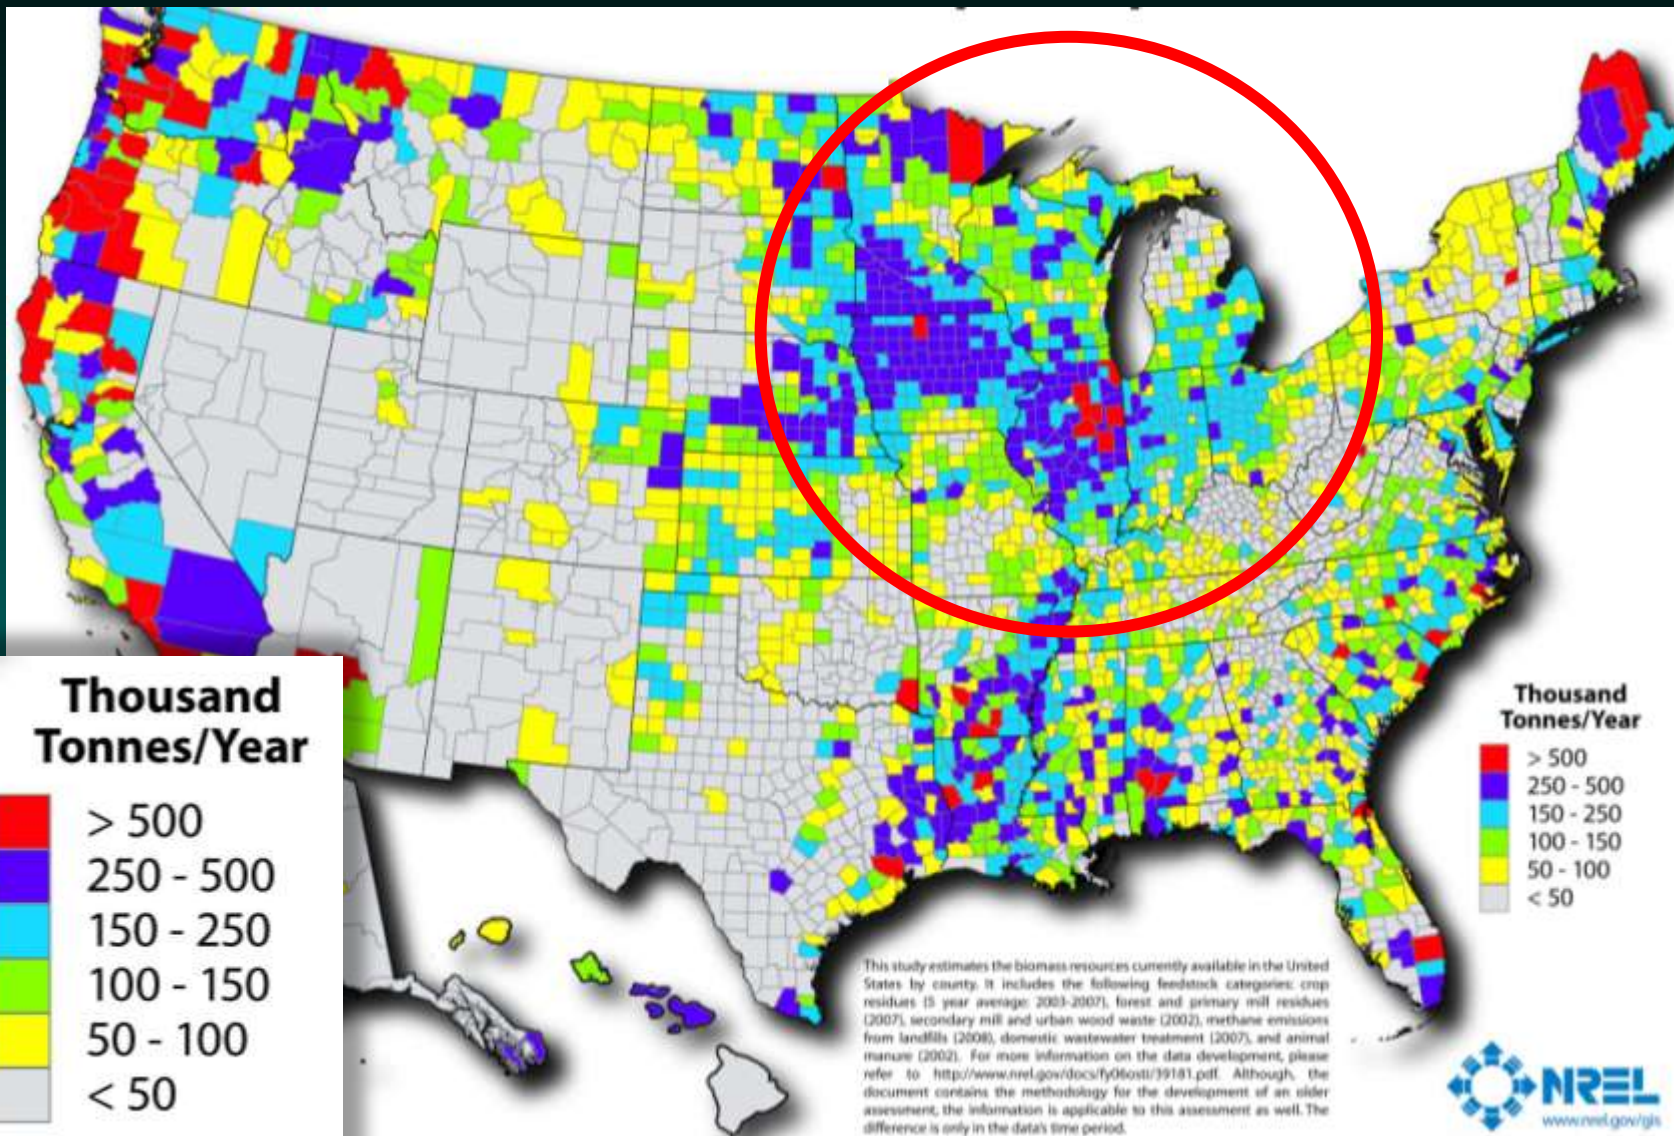 Thousand
Tonnes/Year
> 500
250 - 500
150 - 250
100 - 150
50 - 100
< 50
Thousand
Tonnes/Year
> 500
250 - 500
150 - 250
100 - 150
50 - 100
< 50
This study estimates the biomass resources currently available in the United
States by county. It includes the following feedstock categories: crop
residues (5 year average: 2003-2007), forest and primary mill residues
(2007), secondary mill and urban wood waste (2002), methane emissions
from landfills (2008), domestic wastewater treatment (2007), and animal
manure (2002). For more information on the data development, please
refer to http://www.nrel.gov/docs/fy06osti/39181.pdf. Although, the
document contains the methodology for the development of an older
assessment, the information is applicable to this assessment as well. The
difference is only in the data's time period.
NREL
www.nrel.gov/gis